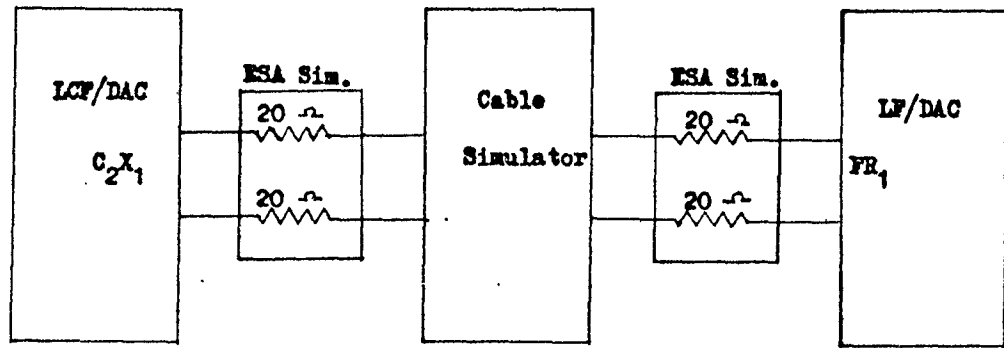 LCF/DAC
C2X1
ESA Sim.
20 Ω
20 Ω
Cable
Simulator
ESA Sim.
20 Ω
20 Ω
LF/DAC
FR1